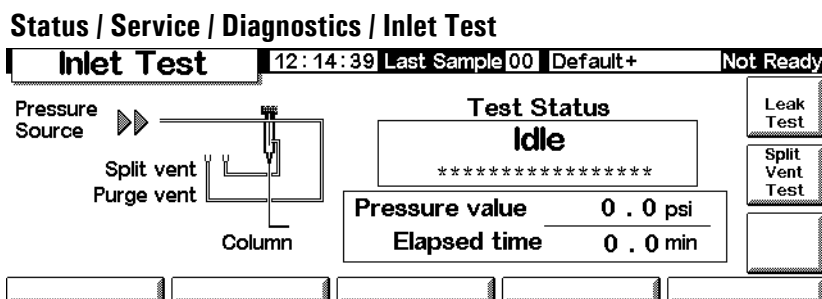 Status / Service / Diagnostics / Inlet Test
Inlet Test 12:14:39 Last Sample 00 Default+ Not Ready
Pressure
Source
Split vent
Purge vent
Column
Test Status
Idle
*****************
Pressure value 0 . 0 psi
Elapsed time 0 . 0 min
Leak
Test
Split
Vent
Test